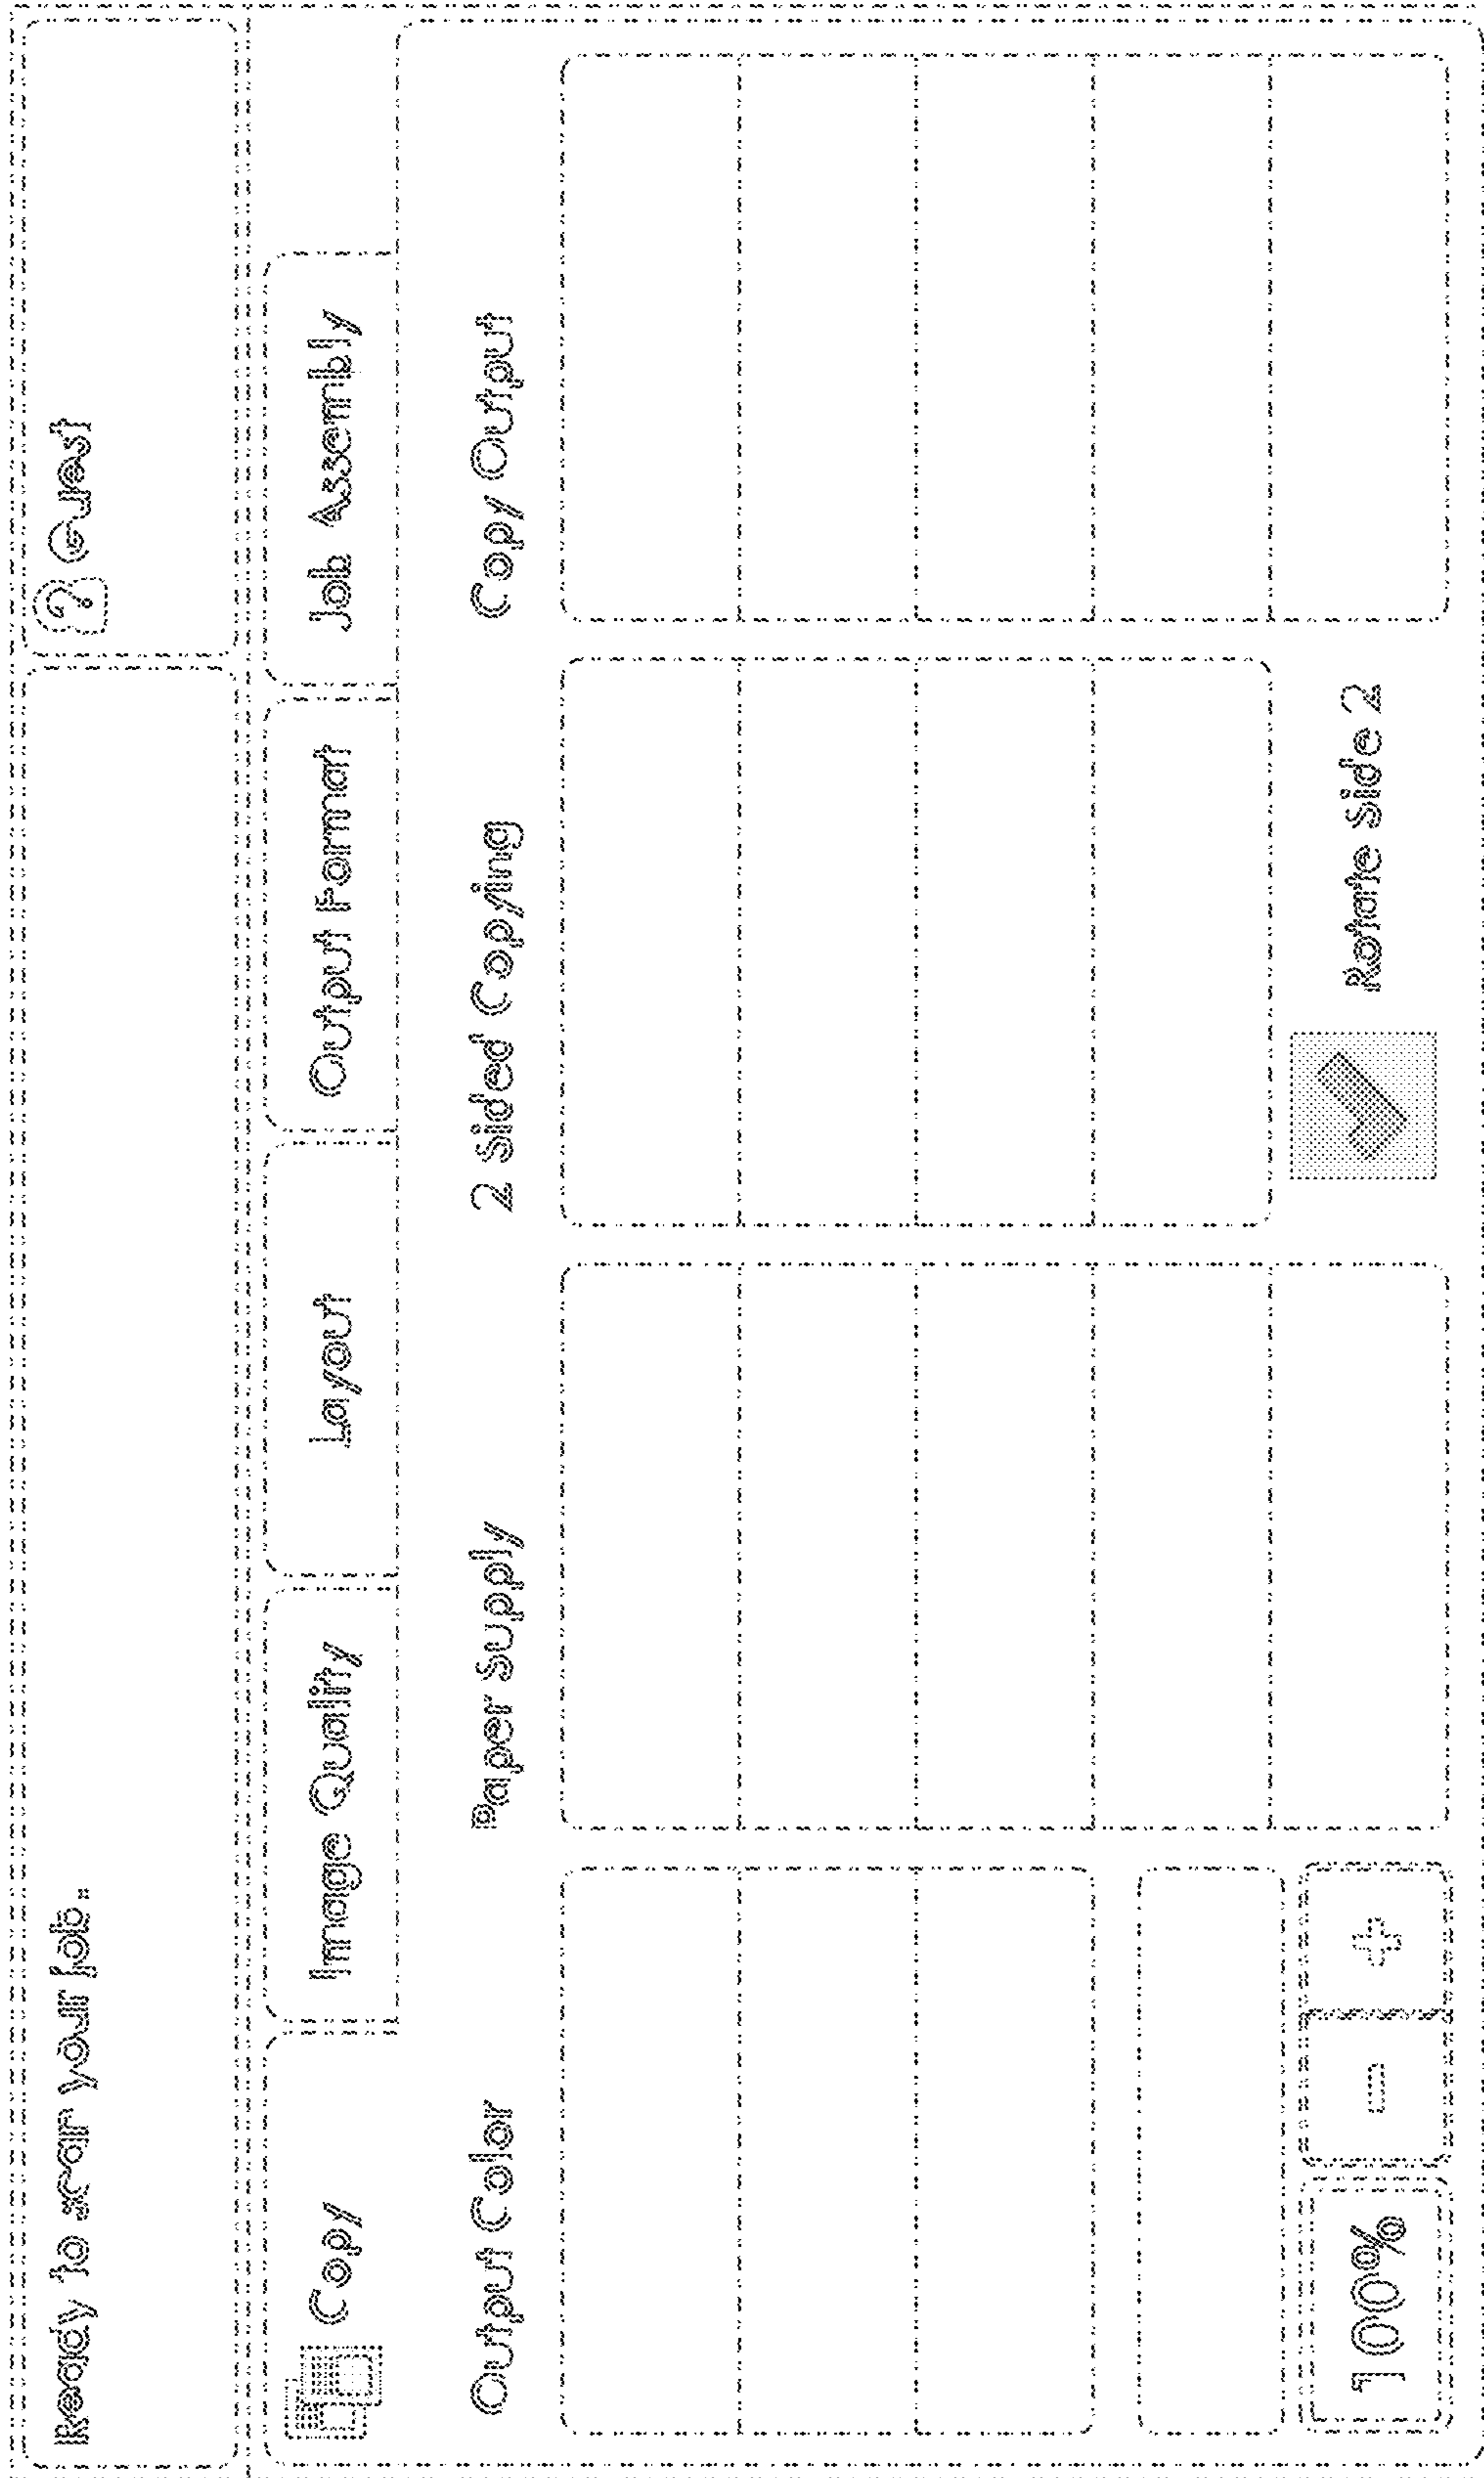 Ready to scan your job.
? Guest
Copy
Image Quality
Layout
Output Format
Job Assembly
Output Color
Paper Supply
2 Sided Copying
Copy Output
100%
−
+
Rotate Side 2